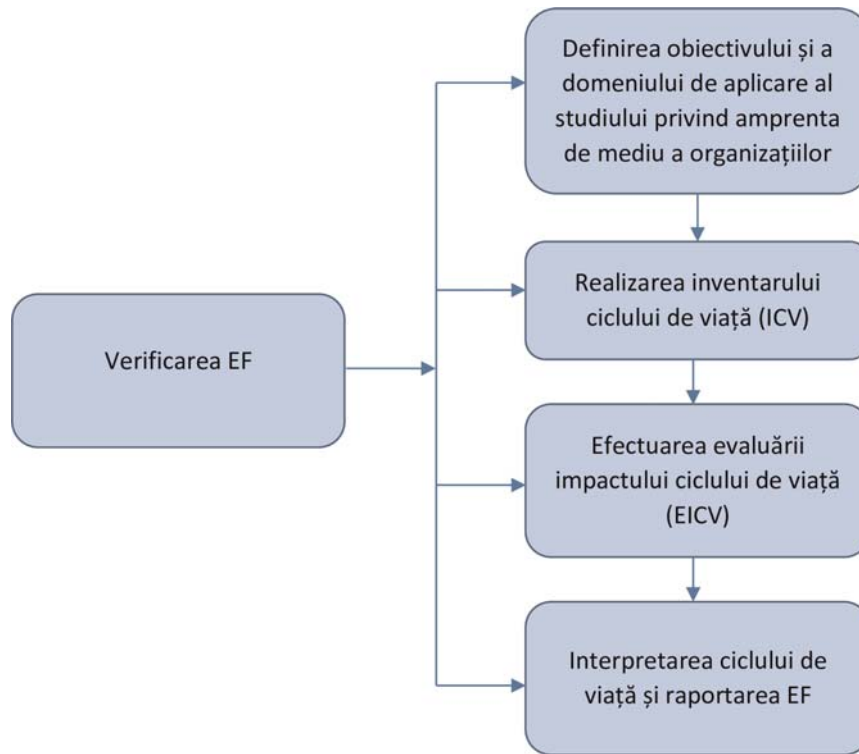 Definirea obiectivului și a
domeniului de aplicare al
studiului privind amprenta
de mediu a organizațiilor
Realizarea inventarului
ciclului de viață (ICV)
Verificarea EF
Efectuarea evaluării
impactului ciclului de viață
(EICV)
Interpretarea ciclului de
viață și raportarea EF